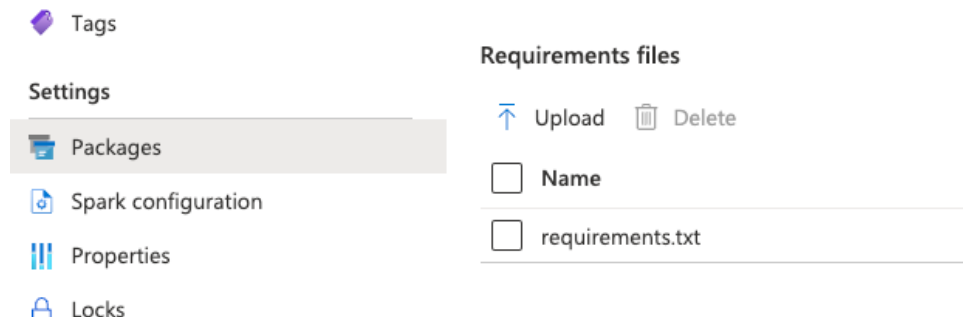 Tags
Settings
Packages
Spark configuration
Properties
Locks
Requirements files
Upload Delete
Name
requirements.txt